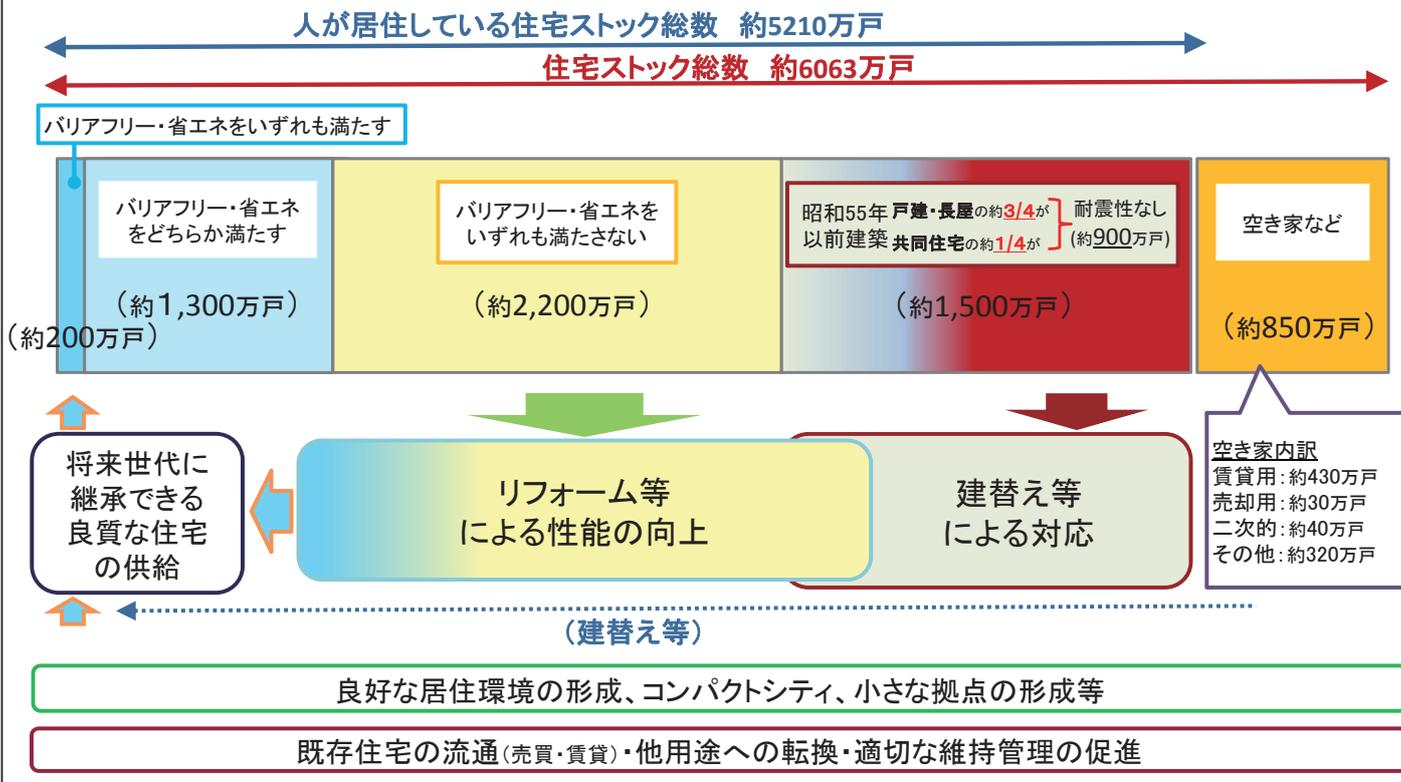 人が居住している住宅ストック総数 約5210万戸
住宅ストック総数 約6063万戸
バリアフリー・省エネをいずれも満たす
バリアフリー・省エネ
をどちらか満たす
(約1,300万戸)
(約200万戸)
バリアフリー・省エネを
いずれも満たさない
(約2,200万戸)
昭和55年
以前建築
戸建・長屋の約3/4が
共同住宅の約1/4が
耐震性なし
(約900万戸)
(約1,500万戸)
空き家など
(約850万戸)
将来世代に
継承できる
良質な住宅
の供給
リフォーム等
による性能の向上
建替え等
による対応
空き家内訳
賃貸用:約430万戸
売却用:約30万戸
二次的:約40万戸
その他:約320万戸
(建替え等)
良好な居住環境の形成、コンパクトシティ、小さな拠点の形成等
既存住宅の流通(売買・賃貸)・他用途への転換・適切な維持管理の促進